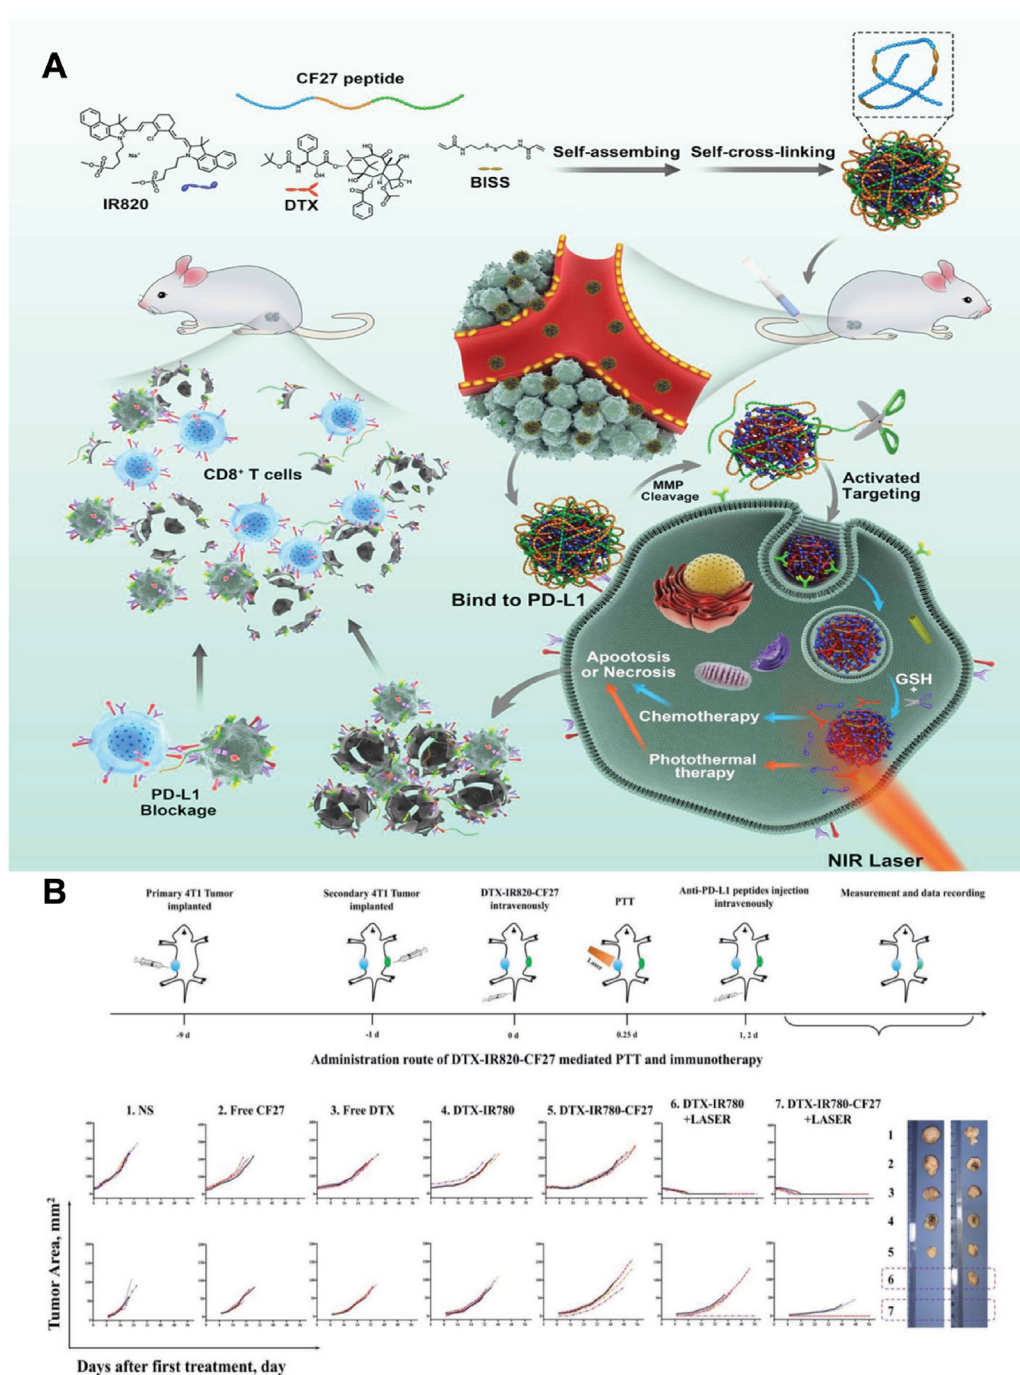 A
CF27 peptide
Na⁺
IR820
DTX
BISS
Self-assembing
Self-cross-linking
CD8⁺ T cells
MMP
Cleavage
Activated
Targeting
Bind to PD-L1
Apootosis
or Necrosis
GSH
+
Chemotherapy
Photothermal
therapy
PD-L1
Blockage
NIR Laser
B
Primary 4T1 Tumor
implanted
Secondary 4T1 Tumor
implanted
DTX-IR820-CF27
intravenously
PTT
Anti-PD-L1 peptides injection
intravenously
Measurement and data recording
Laser
-9 d
-1 d
0 d
0.25 d
1, 2 d
Administration route of DTX-IR820-CF27 mediated PTT and immunotherapy
1. NS
2. Free CF27
3. Free DTX
4. DTX-IR780
5. DTX-IR780-CF27
6. DTX-IR780
+LASER
7. DTX-IR780-CF27
+LASER
1
2
3
4
5
6
7
Tumor Area, mm²
Days after first treatment, day